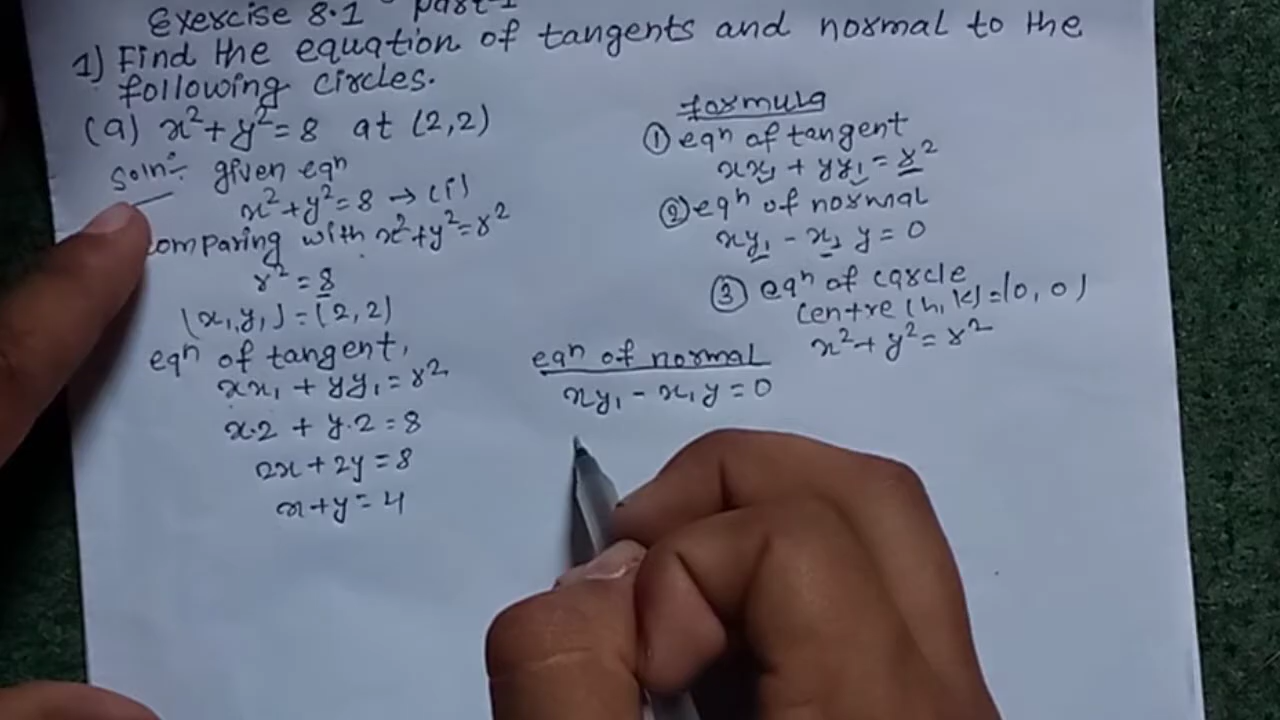 Exercise 8.1 part-1
1) Find the equation of tangents and normal to the
following circles.
(a) x²+y²=8 at (2,2)
Soln:- given eqⁿ
x²+y²=8 → (i)
comparing with x²+y²=r²
r²=8
(x₁,y₁)=(2,2)
eqⁿ of tangent,
xx₁ + yy₁ = r²
x.2 + y.2 = 8
2x + 2y = 8
x+y = 4
formula
① eqⁿ of tangent
xx₁ + yy₁ = r²
② eqⁿ of normal
xy₁ - x₁y = 0
③ eqⁿ of carcle
centre (h,k)=(0,0)
x²+y²=r²
eqⁿ of normal
xy₁ - x₁y = 0